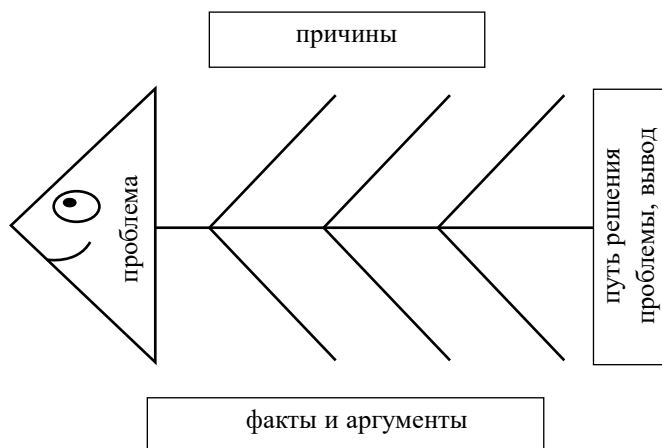 причины
проблема
путь решения
проблемы, вывод
факты и аргументы